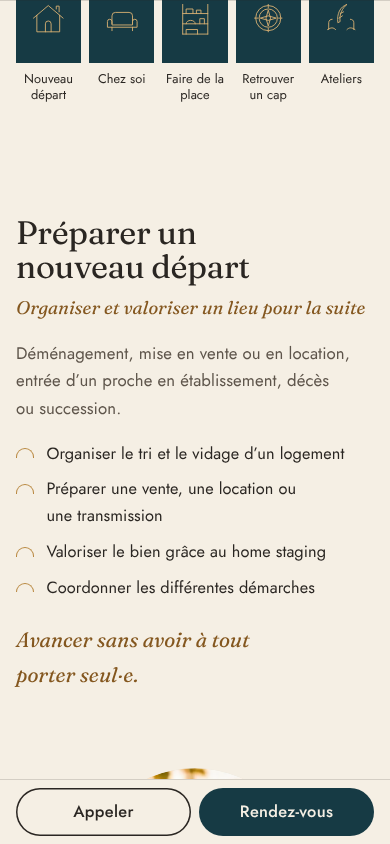 Nouveau départ
Chez soi
Faire de la place
Retrouver un cap
Ateliers
Préparer un
nouveau départ
Organiser et valoriser un lieu pour la suite
Déménagement, mise en vente ou en location,
entrée d’un proche en établissement, décès
ou succession.
Organiser le tri et le vidage d’un logement
Préparer une vente, une location ou
une transmission
Valoriser le bien grâce au home staging
Coordonner les différentes démarches
Avancer sans avoir à tout
porter seul·e.
Appeler
Rendez-vous